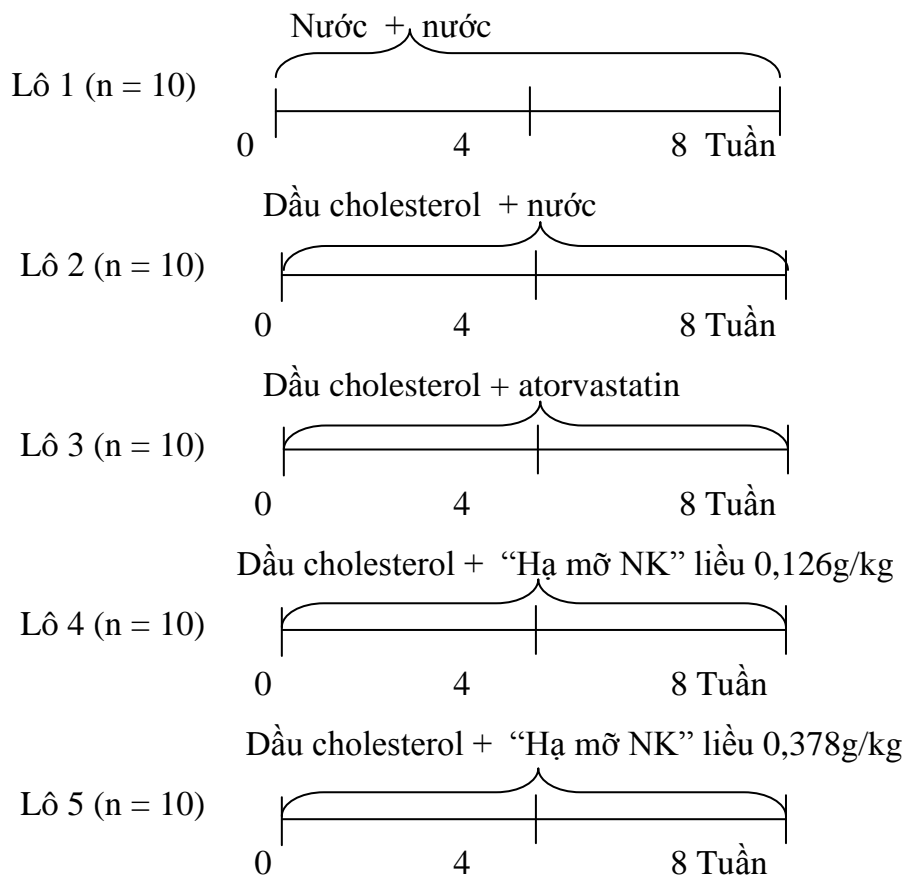 Nước + nước
Lô 1 (n = 10)
0 4 8 Tuần
Dầu cholesterol + nước
Lô 2 (n = 10)
0 4 8 Tuần
Dầu cholesterol + atorvastatin
Lô 3 (n = 10)
0 4 8 Tuần
Dầu cholesterol + “Hạ mỡ NK” liều 0,126g/kg
Lô 4 (n = 10)
0 4 8 Tuần
Dầu cholesterol + “Hạ mỡ NK” liều 0,378g/kg
Lô 5 (n = 10)
0 4 8 Tuần